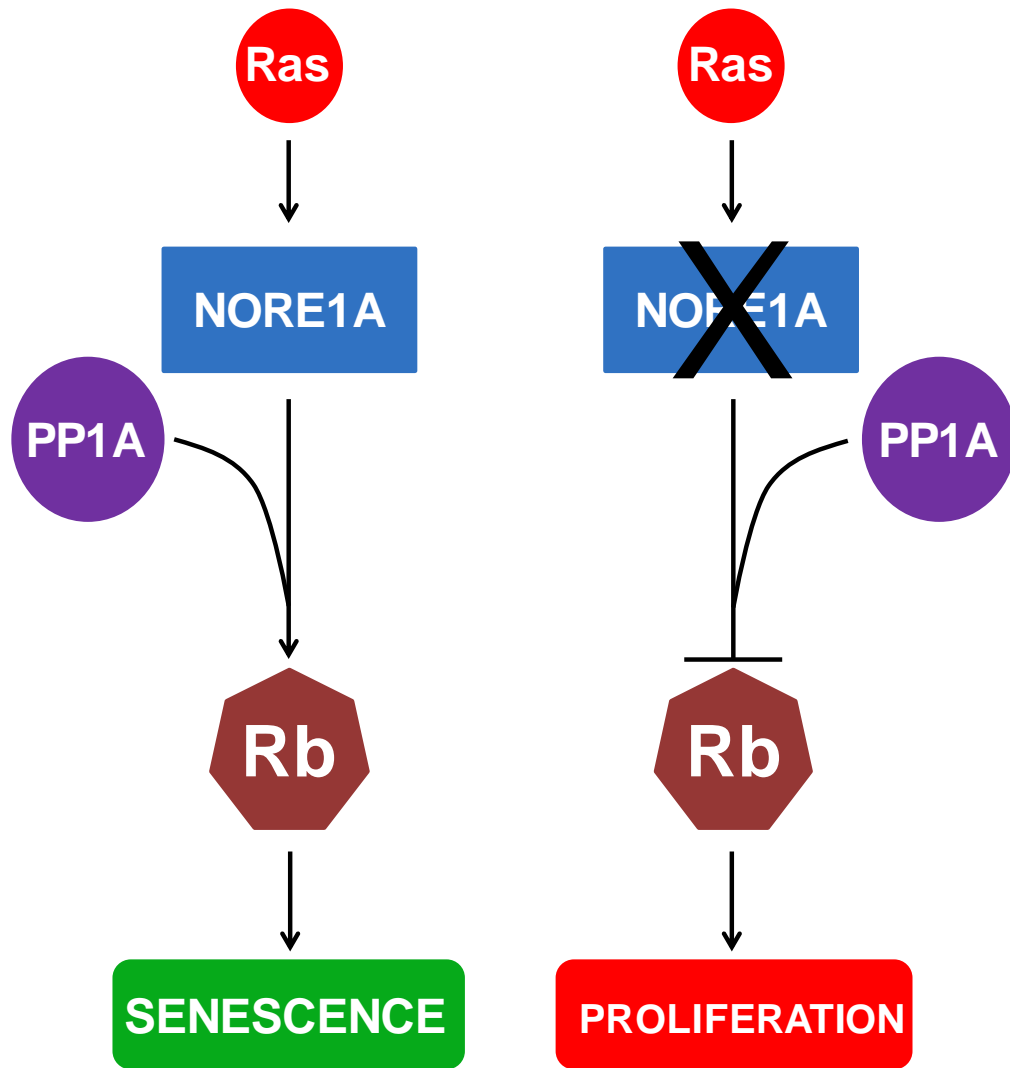 Ras
NORE1A
PP1A
Rb
SENESCENCE
Ras
NORE1A
PP1A
Rb
PROLIFERATION